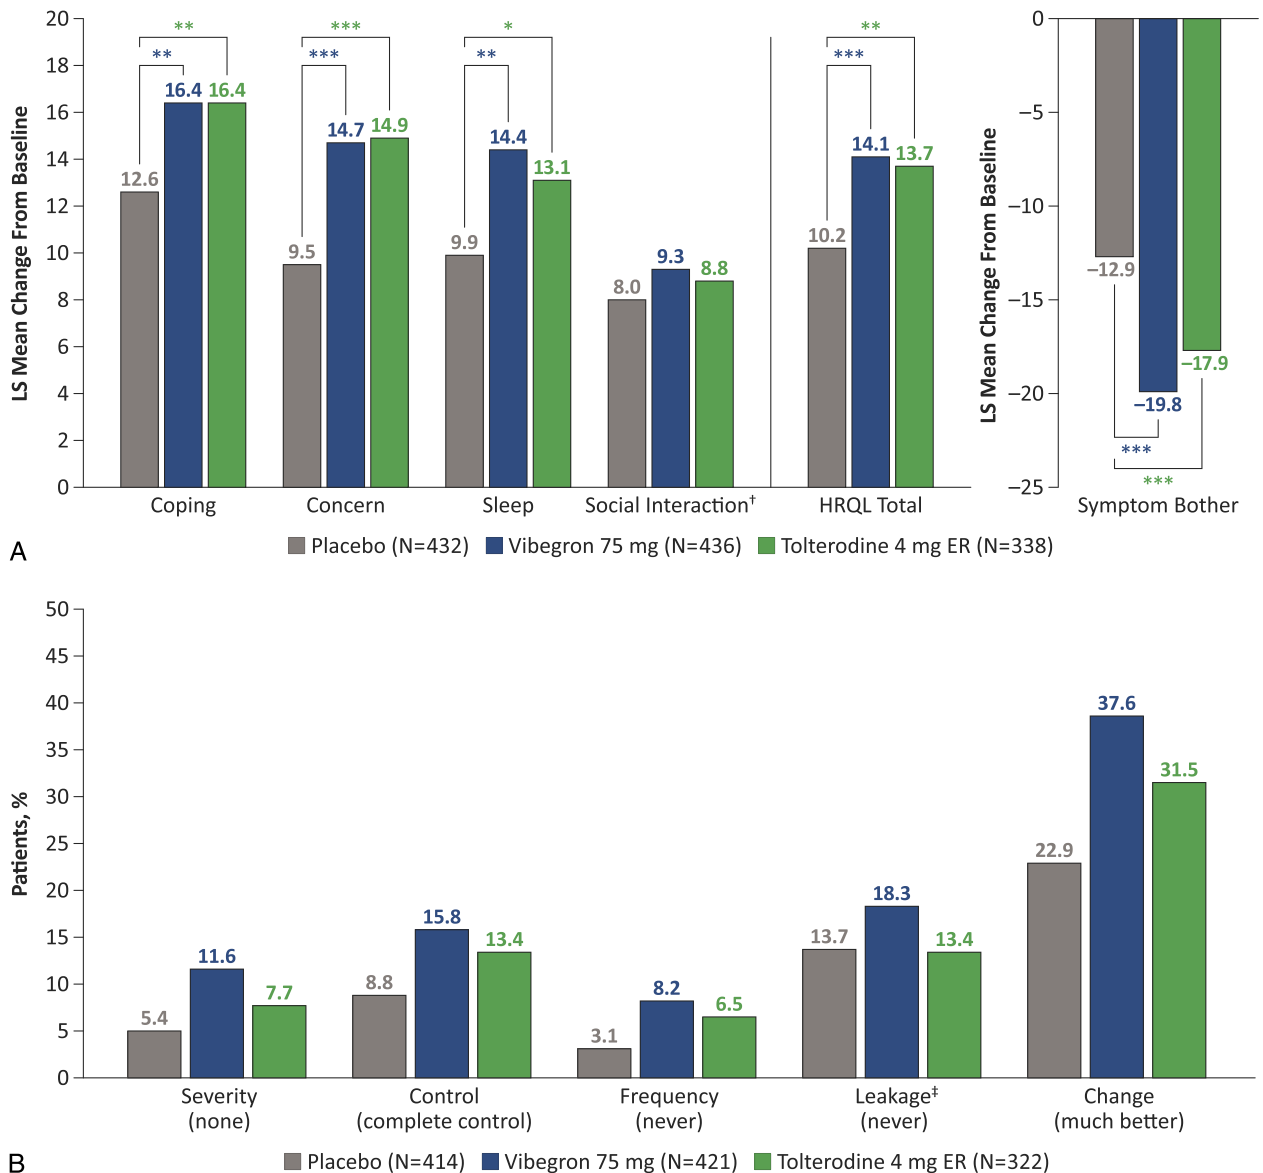 LS Mean Change From Baseline
20
18
16
14
12
10
8
6
4
2
0
** ** 12.6 16.4 16.4
*** *** 9.5 14.7 14.9
* ** 9.9 14.4 13.1
8.0 9.3 8.8
** *** 10.2 14.1 13.7
Coping Concern Sleep Social Interaction† HRQL Total
LS Mean Change From Baseline
0
−5
−10
−15
−20
−25
−12.9 −19.8 −17.9
***
***
Symptom Bother
A
Placebo (N=432) Vibegron 75 mg (N=436) Tolterodine 4 mg ER (N=338)
Patients, %
50
45
40
35
30
25
20
15
10
5
0
5.4 11.6 7.7
8.8 15.8 13.4
3.1 8.2 6.5
13.7 18.3 13.4
22.9 37.6 31.5
Severity Control Frequency Leakage‡ Change
(none) (complete control) (never) (never) (much better)
B
Placebo (N=414) Vibegron 75 mg (N=421) Tolterodine 4 mg ER (N=322)